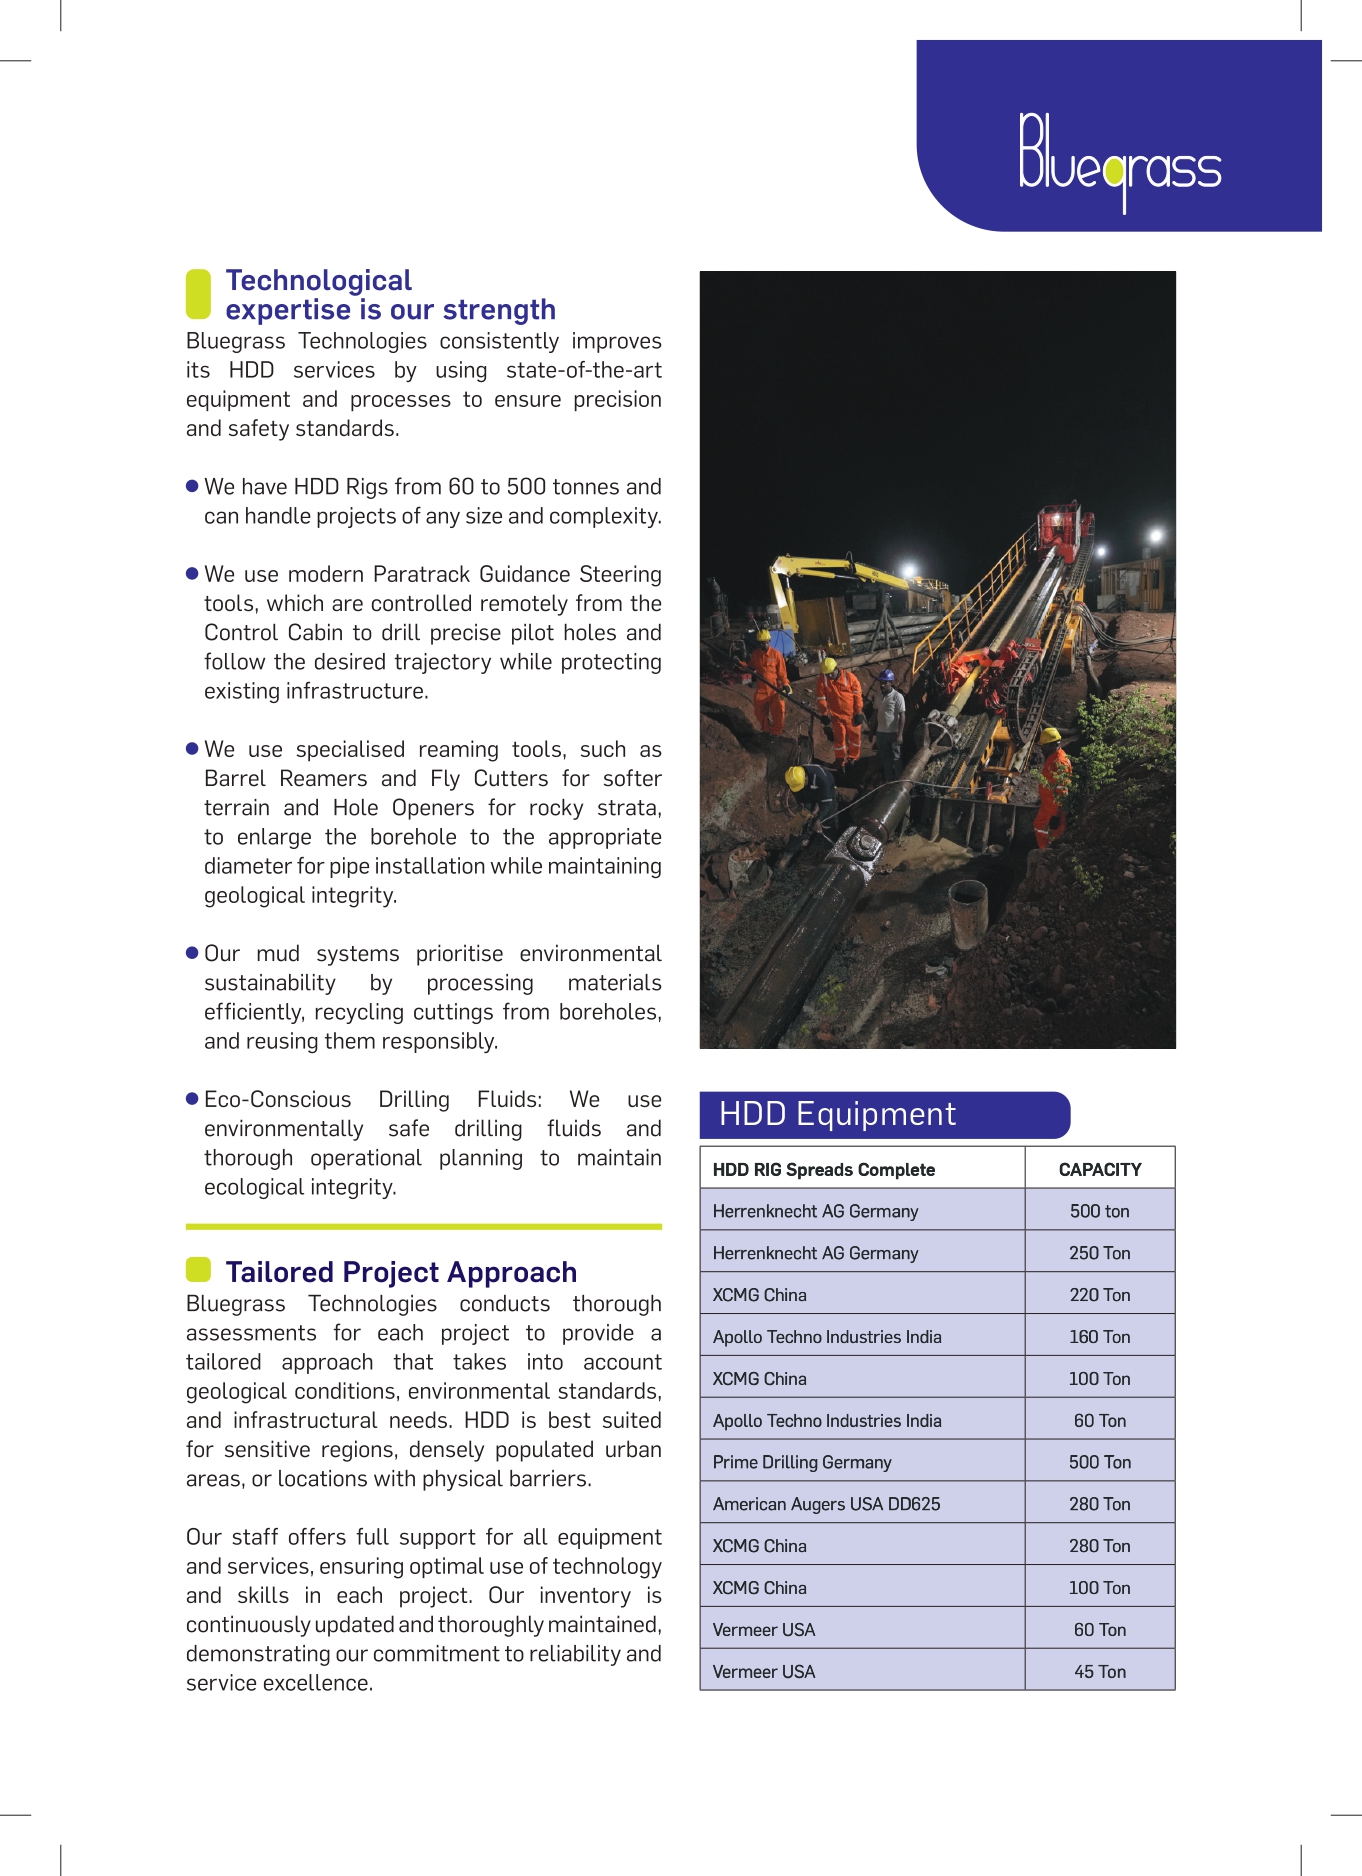 Bluegrass
Technological
expertise is our strength
Bluegrass Technologies consistently improves
its HDD services by using state-of-the-art
equipment and processes to ensure precision
and safety standards.
We have HDD Rigs from 60 to 500 tonnes and
can handle projects of any size and complexity.
We use modern Paratrack Guidance Steering
tools, which are controlled remotely from the
Control Cabin to drill precise pilot holes and
follow the desired trajectory while protecting
existing infrastructure.
We use specialised reaming tools, such as
Barrel Reamers and Fly Cutters for softer
terrain and Hole Openers for rocky strata,
to enlarge the borehole to the appropriate
diameter for pipe installation while maintaining
geological integrity.
Our mud systems prioritise environmental
sustainability by processing materials
efficiently, recycling cuttings from boreholes,
and reusing them responsibly.
Eco-Conscious Drilling Fluids: We use
environmentally safe drilling fluids and
thorough operational planning to maintain
ecological integrity.
Tailored Project Approach
Bluegrass Technologies conducts thorough
assessments for each project to provide a
tailored approach that takes into account
geological conditions, environmental standards,
and infrastructural needs. HDD is best suited
for sensitive regions, densely populated urban
areas, or locations with physical barriers.
Our staff offers full support for all equipment
and services, ensuring optimal use of technology
and skills in each project. Our inventory is
continuously updated and thoroughly maintained,
demonstrating our commitment to reliability and
service excellence.
HDD Equipment
HDD RIG Spreads Complete CAPACITY
Herrenknecht AG Germany 500 ton
Herrenknecht AG Germany 250 Ton
XCMG China 220 Ton
Apollo Techno Industries India 160 Ton
XCMG China 100 Ton
Apollo Techno Industries India 60 Ton
Prime Drilling Germany 500 Ton
American Augers USA DD625 280 Ton
XCMG China 280 Ton
XCMG China 100 Ton
Vermeer USA 60 Ton
Vermeer USA 45 Ton